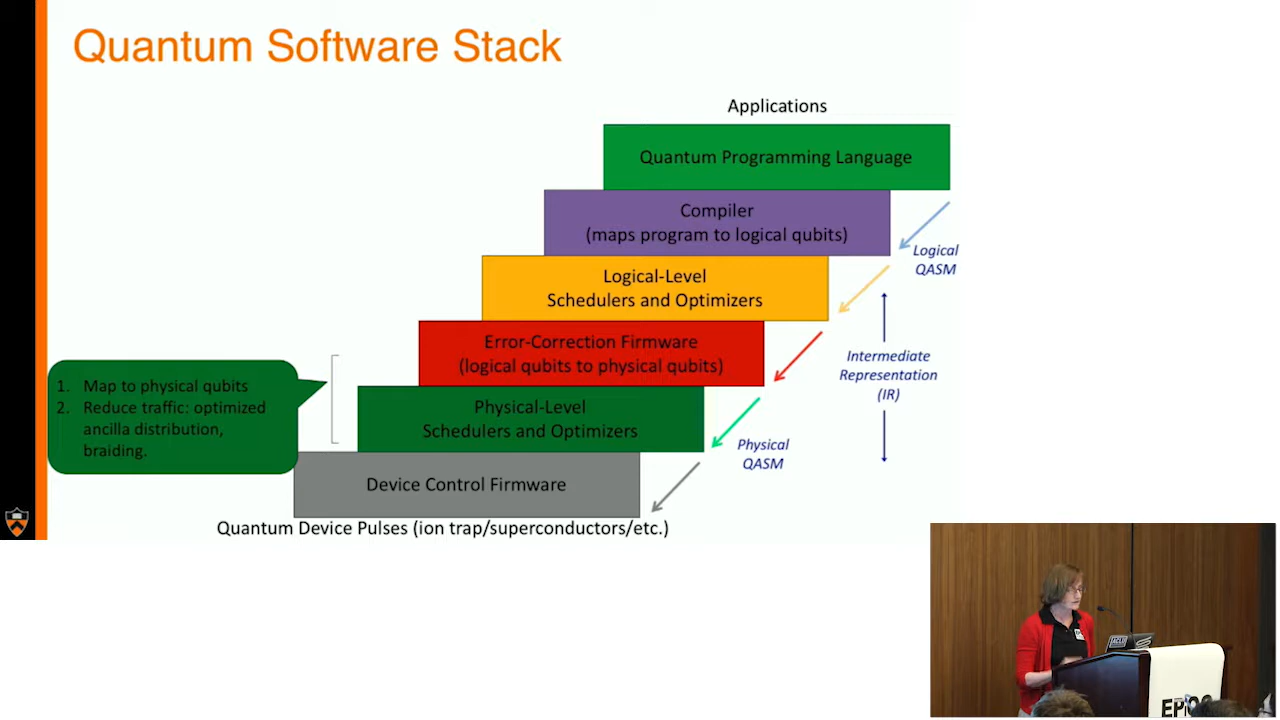 Quantum Software Stack
Applications
Quantum Programming Language
Compiler
(maps program to logical qubits)
Logical
QASM
Logical-Level
Schedulers and Optimizers
Error-Correction Firmware
(logical qubits to physical qubits)
Intermediate
Representation
(IR)
1. Map to physical qubits
2. Reduce traffic: optimized
ancilla distribution,
braiding.
Physical-Level
Schedulers and Optimizers
Physical
QASM
Device Control Firmware
Quantum Device Pulses (ion trap/superconductors/etc.)